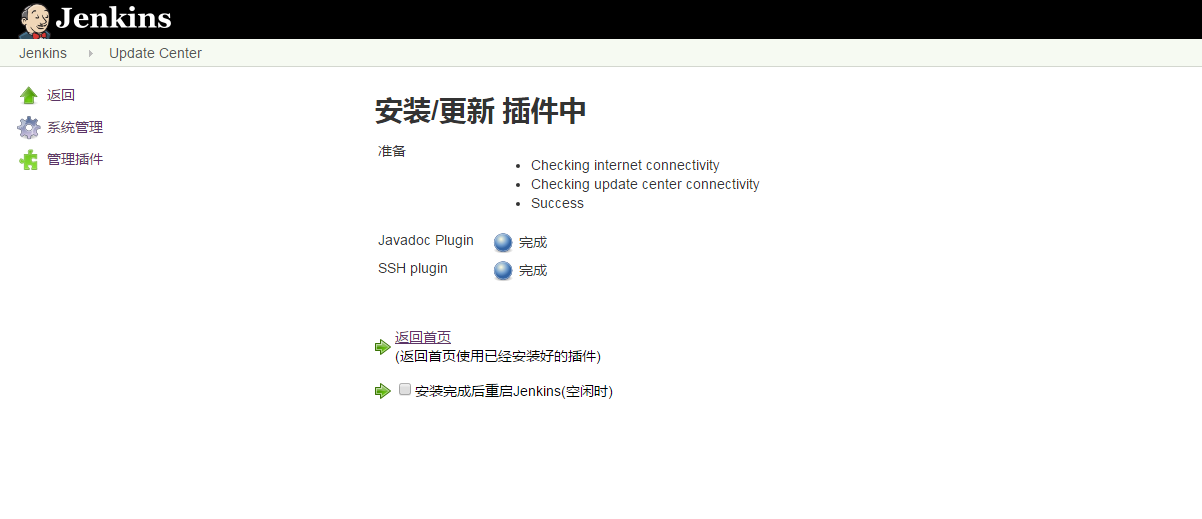 Jenkins
Jenkins Update Center
返回
系统管理
管理插件
安装/更新 插件中
准备
Checking internet connectivity
Checking update center connectivity
Success
Javadoc Plugin 完成
SSH plugin 完成
返回首页
(返回首页使用已经安装好的插件)
安装完成后重启Jenkins(空闲时)